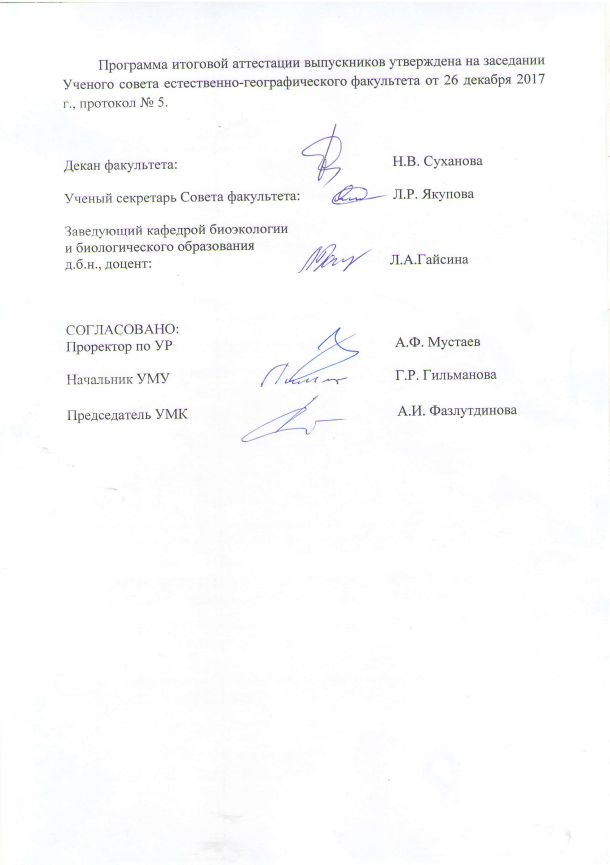 Программа итоговой аттестации выпускников утверждена на заседании
Ученого совета естественно-географического факультета от 26 декабря 2017
г., протокол № 5.
Декан факультета: Н.В. Суханова
Ученый секретарь Совета факультета: Л.Р. Якупова
Заведующий кафедрой биоэкологии
и биологического образования
д.б.н., доцент: Л.А.Гайсина
СОГЛАСОВАНО:
Проректор по УР А.Ф. Мустаев
Начальник УМУ Г.Р. Гильманова
Председатель УМК А.И. Фазлутдинова